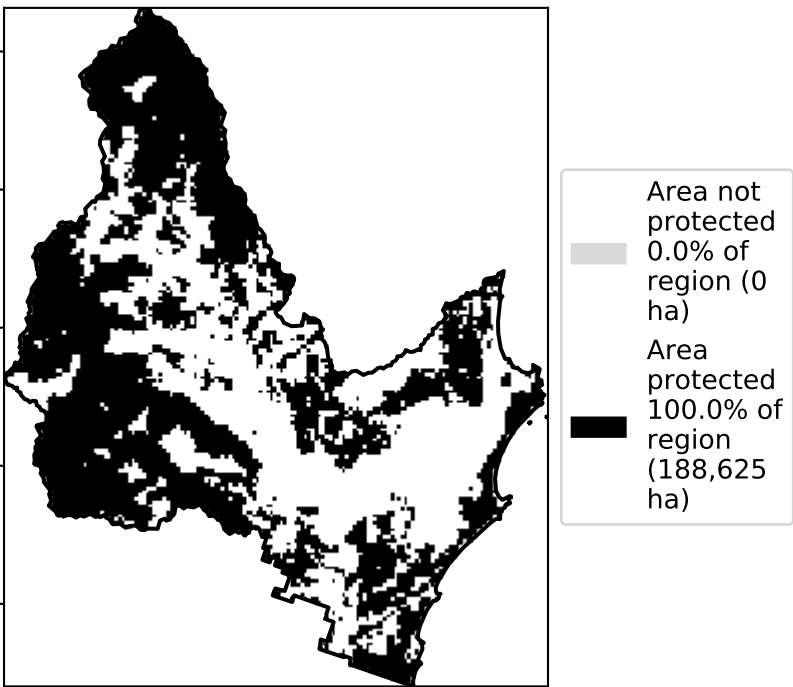 Area not
protected
0.0% of
region (0
ha)
Area
protected
100.0% of
region
(188,625
ha)